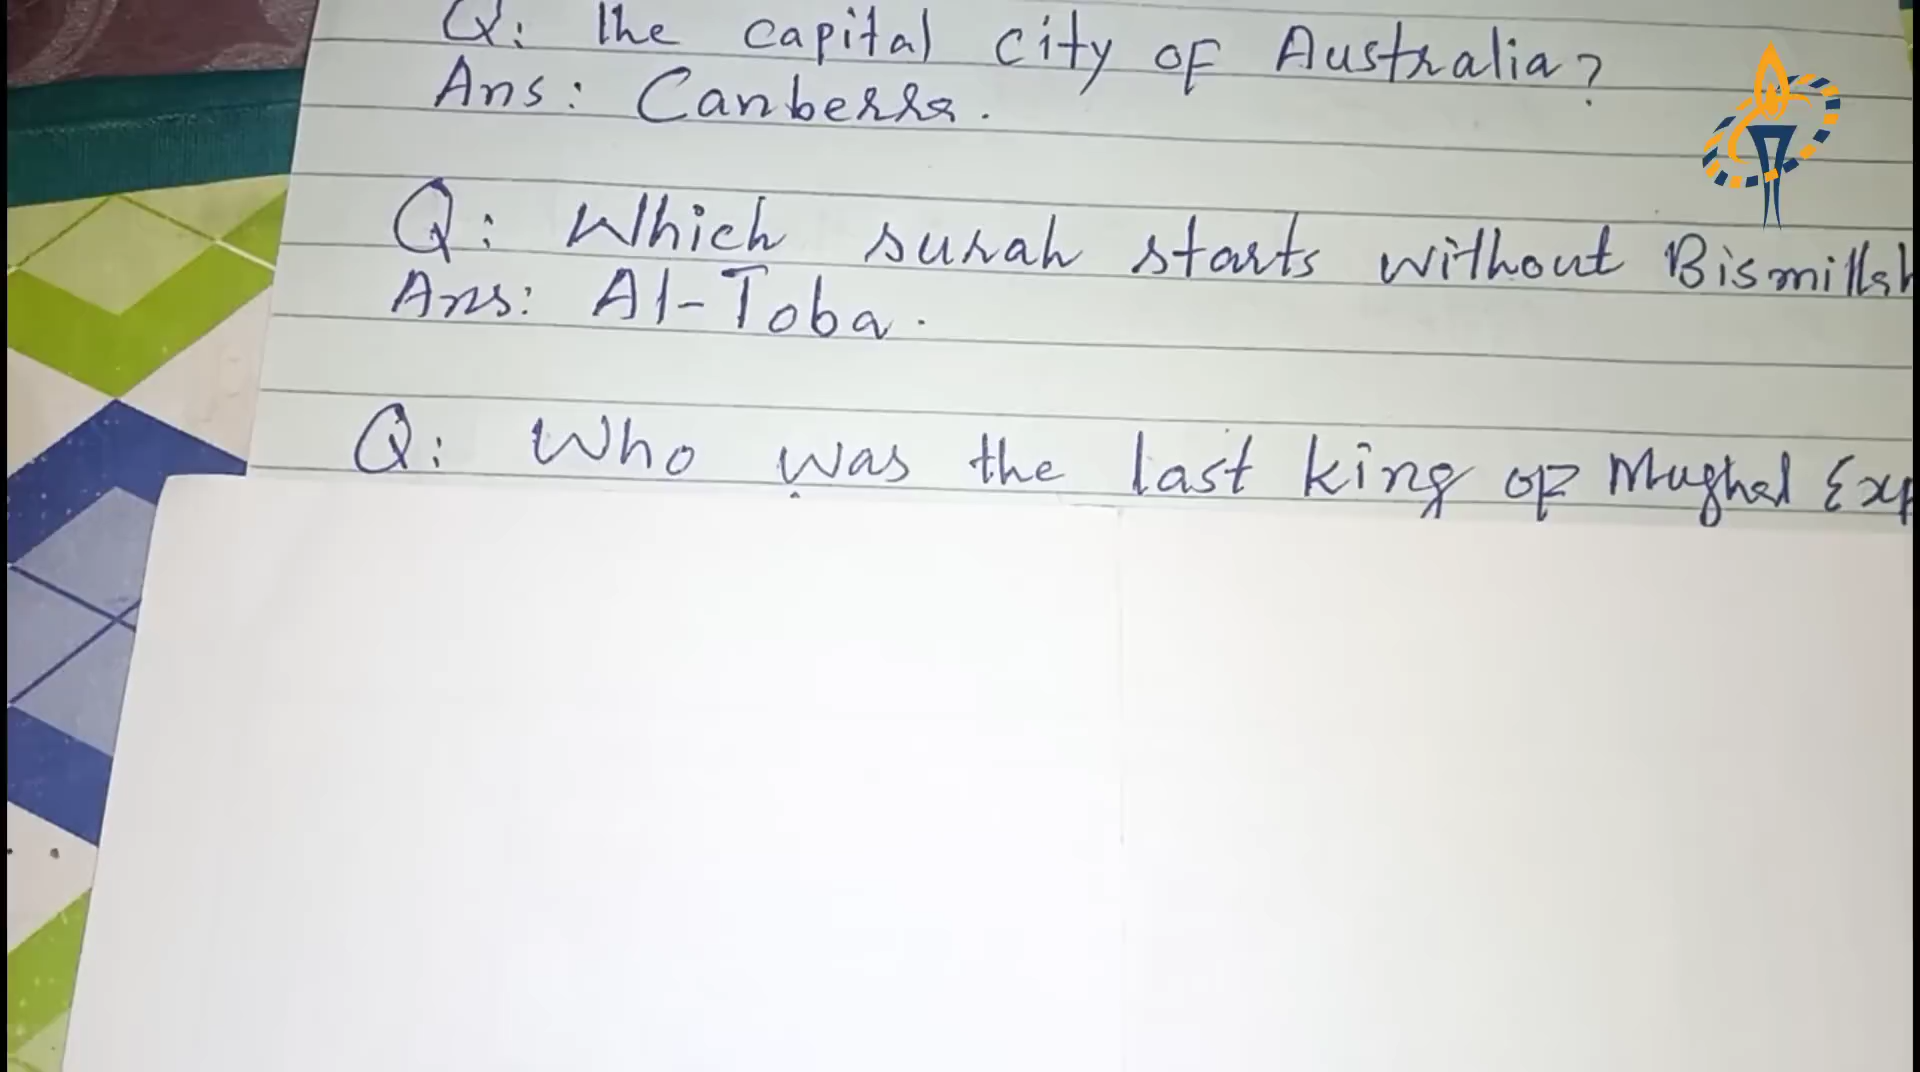 Q: The capital city of Australia?
Ans: Canberra.
Q: Which surah starts without Bismillah
Ans: Al-Toba.
Q: Who was the last king of Mughal